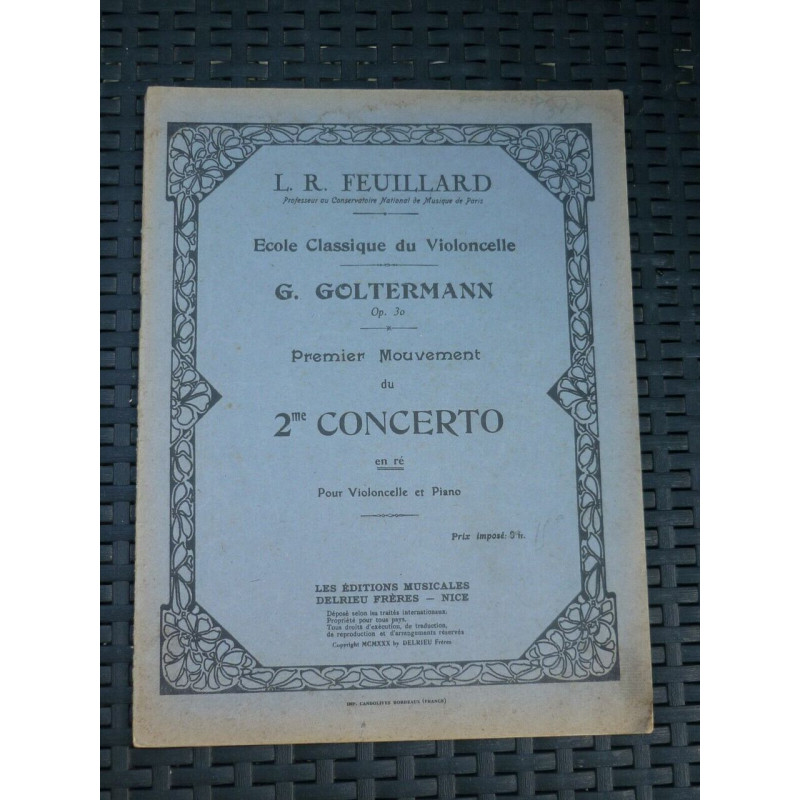 L. R. FEUILLARD
Professeur au Conservatoire National de Musique de Paris
Ecole Classique du Violoncelle
G. GOLTERMANN
Op. 30
Premier Mouvement
du
2me CONCERTO
en ré
Pour Violoncelle et Piano
Prix imposé:
LES ÉDITIONS MUSICALES
DELRIEU FRÈRES — NICE
Déposé selon les traités internationaux.
Propriété pour tous pays.
Tous droits d'exécution, de traduction,
de reproduction et d'arrangements réservés
Copyright MCMXXX by DELRIEU Frères
IMP. BORDEAUX (FRANCE)